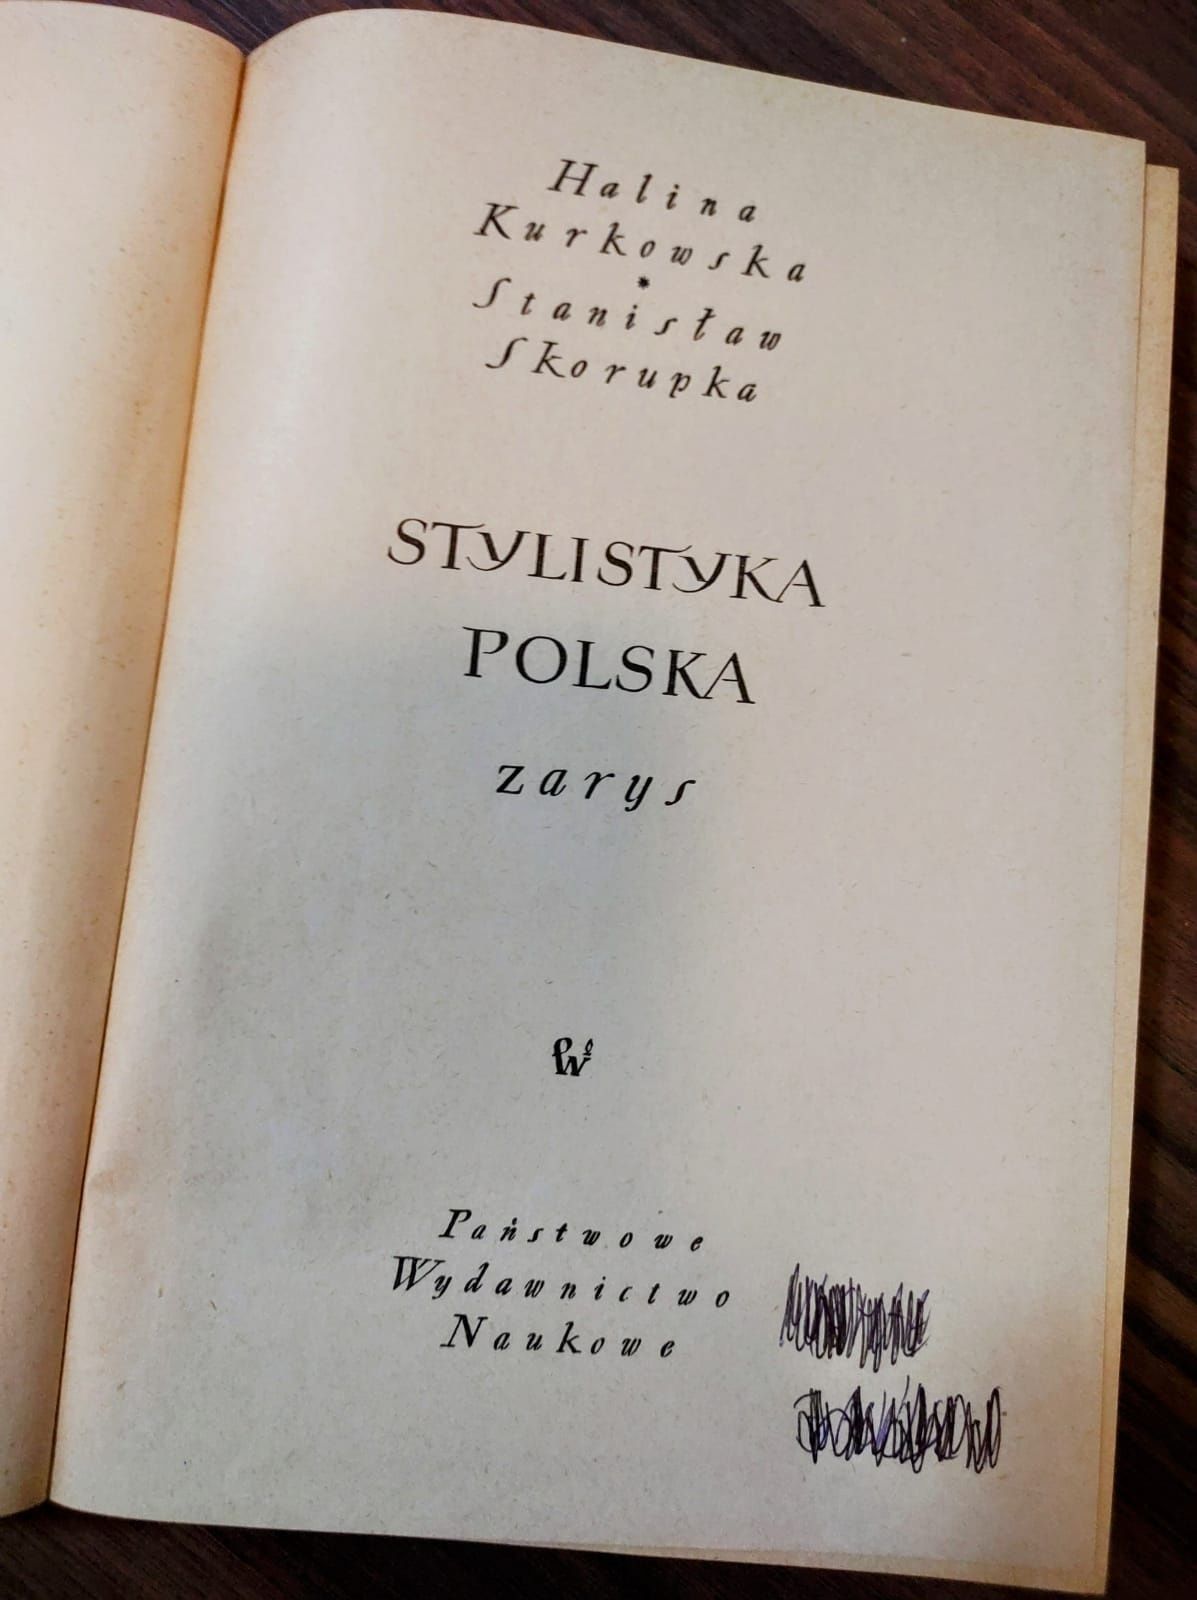 Halina
Kurkowska
*
Stanisław
Skorupka
STYLISTYKA
POLSKA
zarys
Państwowe
Wydawnictwo
Naukowe